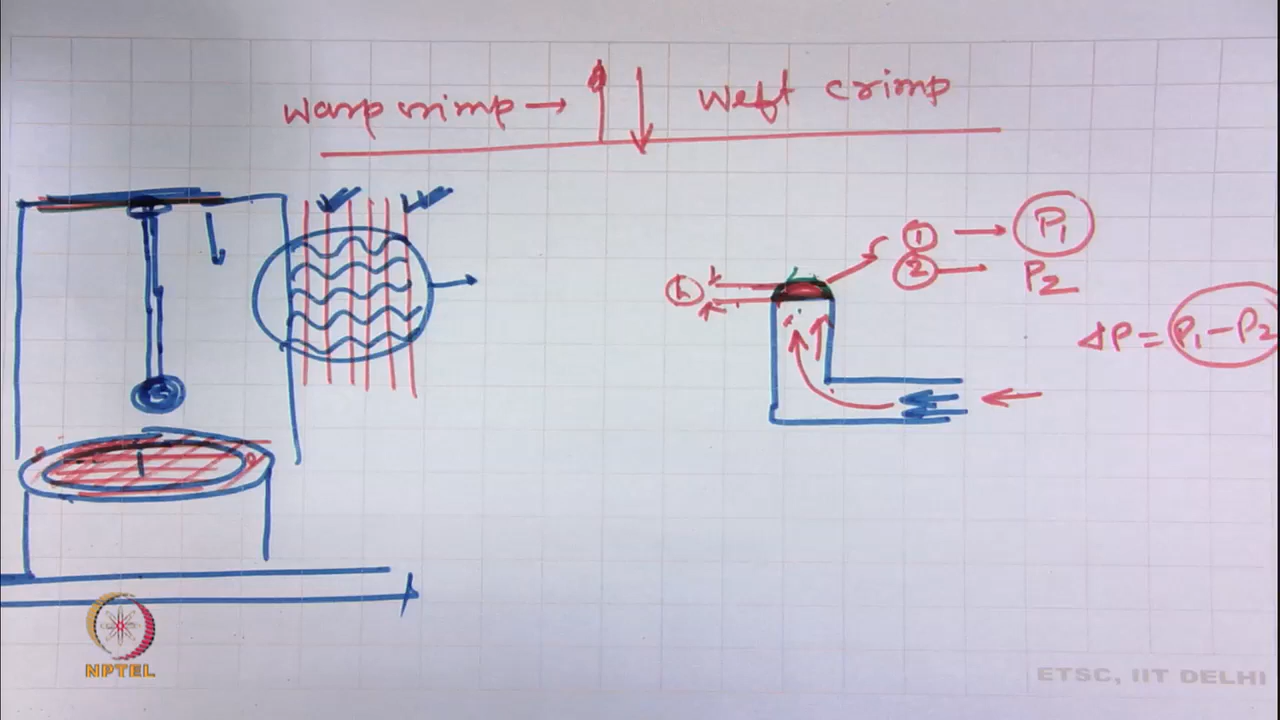 warp crimp → ↑ ↓ weft crimp
① → P₁
② → P₂
h
ΔP = P₁ - P₂
NPTEL
ETSC, IIT DELHI